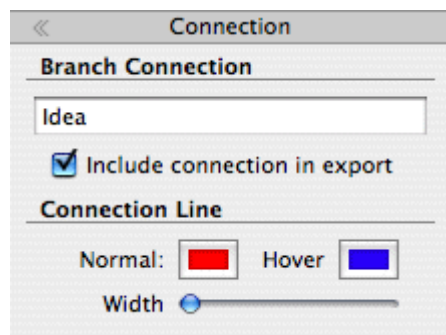 Connection
Branch Connection
Idea
Include connection in export
Connection Line
Normal: Hover
Width